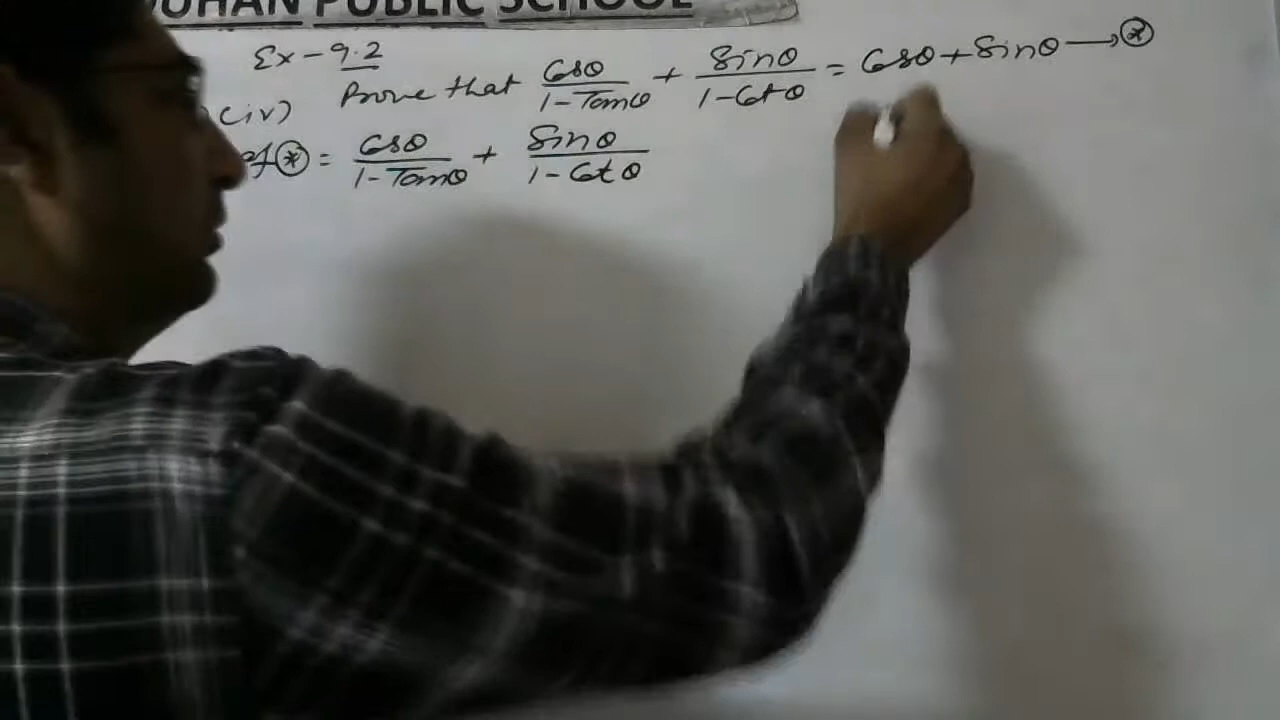 PUBLIC SCHOOL
Ex - 9.2
(iv) Prove that Cosθ/1-Tanθ + Sinθ/1-Cotθ = Cosθ + Sinθ → *
of * = Cosθ/1-Tanθ + Sinθ/1-Cotθ